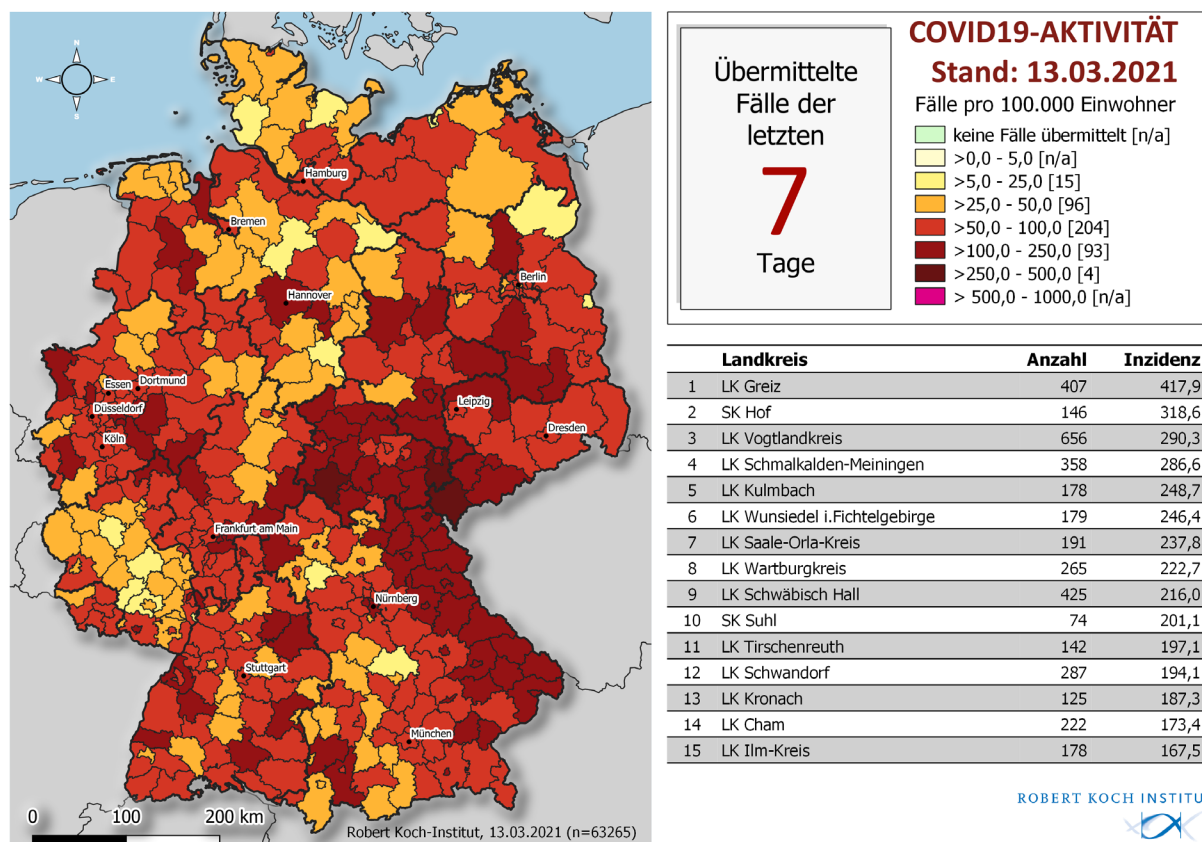 N
W E
S
Hamburg
Bremen
Berlin
Hannover
Essen
Dortmund
Düsseldorf
Leipzig
Köln
Dresden
Frankfurt am Main
Nürnberg
Stuttgart
München
0 100 200 km
Robert Koch-Institut, 13.03.2021 (n=63265)
Übermittelte
Fälle der
letzten
7
Tage
COVID19-AKTIVITÄT
Stand: 13.03.2021
Fälle pro 100.000 Einwohner
keine Fälle übermittelt [n/a]
>0,0 - 5,0 [n/a]
>5,0 - 25,0 [15]
>25,0 - 50,0 [96]
>50,0 - 100,0 [204]
>100,0 - 250,0 [93]
>250,0 - 500,0 [4]
> 500,0 - 1000,0 [n/a]
Landkreis Anzahl Inzidenz
1 LK Greiz 407 417,9
2 SK Hof 146 318,6
3 LK Vogtlandkreis 656 290,3
4 LK Schmalkalden-Meiningen 358 286,6
5 LK Kulmbach 178 248,7
6 LK Wunsiedel i.Fichtelgebirge 179 246,4
7 LK Saale-Orla-Kreis 191 237,8
8 LK Wartburgkreis 265 222,7
9 LK Schwäbisch Hall 425 216,0
10 SK Suhl 74 201,1
11 LK Tirschenreuth 142 197,1
12 LK Schwandorf 287 194,1
13 LK Kronach 125 187,3
14 LK Cham 222 173,4
15 LK Ilm-Kreis 178 167,5
ROBERT KOCH INSTITU